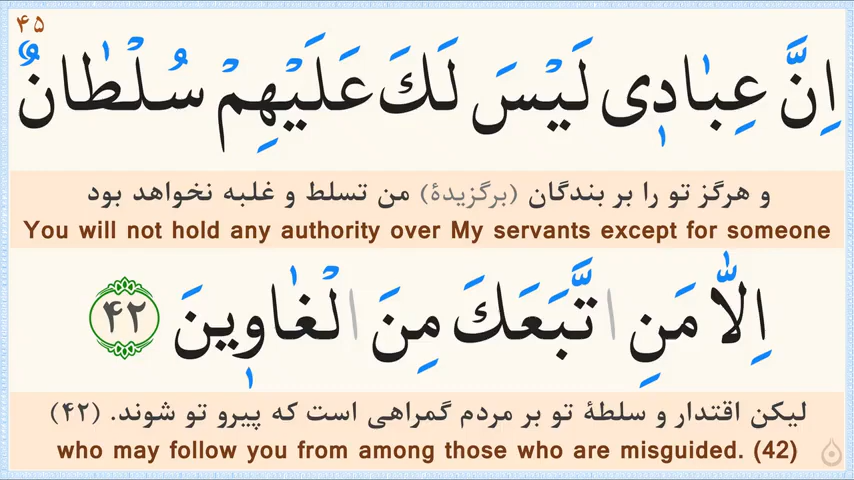 ۴۵
اِنَّ عِبٰادٖى لَيْسَ لَكَ عَلَيْهِمْ سُلْطٰانٌ
و هرگز تو را بر بندگان (برگزیدهٔ) من تسلط و غلبه نخواهد بود
You will not hold any authority over My servants except for someone
اِلّٰا مَنِ اتَّبَعَكَ مِنَ الْغٰاوٖينَ ۴۲
لیکن اقتدار و سلطهٔ تو بر مردم گمراهی است که پیرو تو شوند. (۴۲)
who may follow you from among those who are misguided. (42)